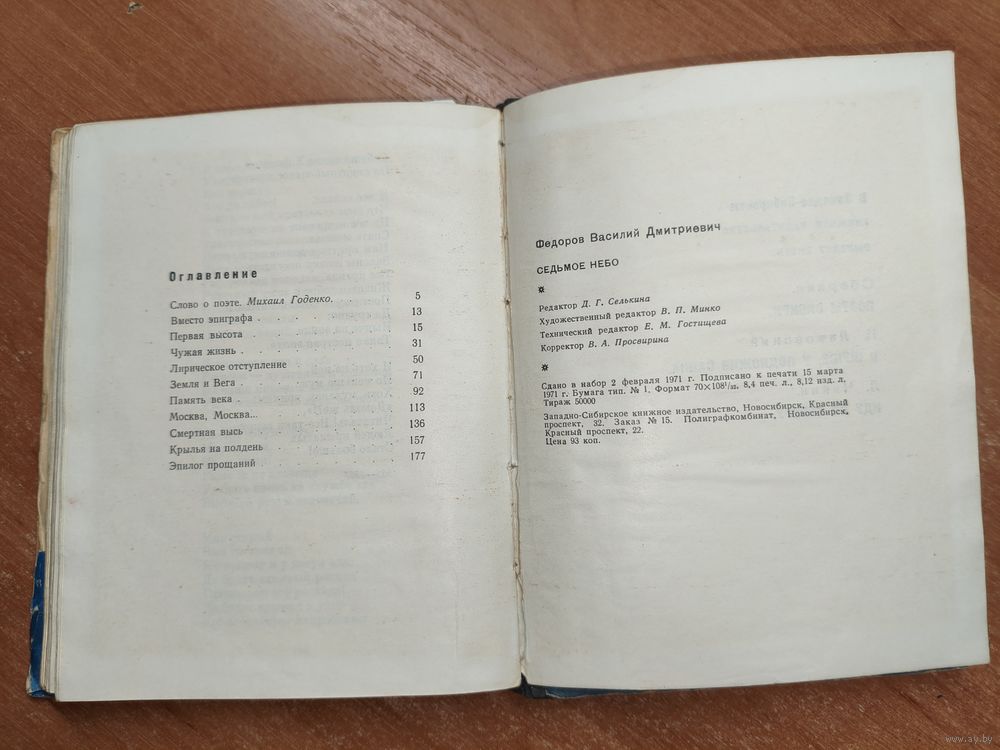 Оглавление
Слово о поэте. Михаил Годенко. 5
Вместо эпиграфа . . . . . . 13
Первая высота . . . . . . 15
Чужая жизнь . . . . . . 31
Лирическое отступление . . . . 50
Земля и Вега . . . . . . 71
Память века . . . . . . 92
Москва, Москва... . . . . . 113
Смертная высь . . . . . . 136
Крылья на полдень . . . . . 157
Эпилог прощаний . . . . . 177
Федоров Василий Дмитриевич
СЕДЬМОЕ НЕБО
Редактор Д. Г. Селькина
Художественный редактор В. П. Минко
Технический редактор Е. М. Гостищева
Корректор В. А. Просвирина
Сдано в набор 2 февраля 1971 г. Подписано к печати 15 марта
1971 г. Бумага тип. № 1. Формат 70×108¹/₃₂, 8,4 печ. л., 8,12 изд. л.
Тираж 50000
Западно-Сибирское книжное издательство, Новосибирск, Красный
проспект, 32. Заказ № 15. Полиграфкомбинат, Новосибирск,
Красный проспект, 22.
Цена 93 коп.
www.ay.by